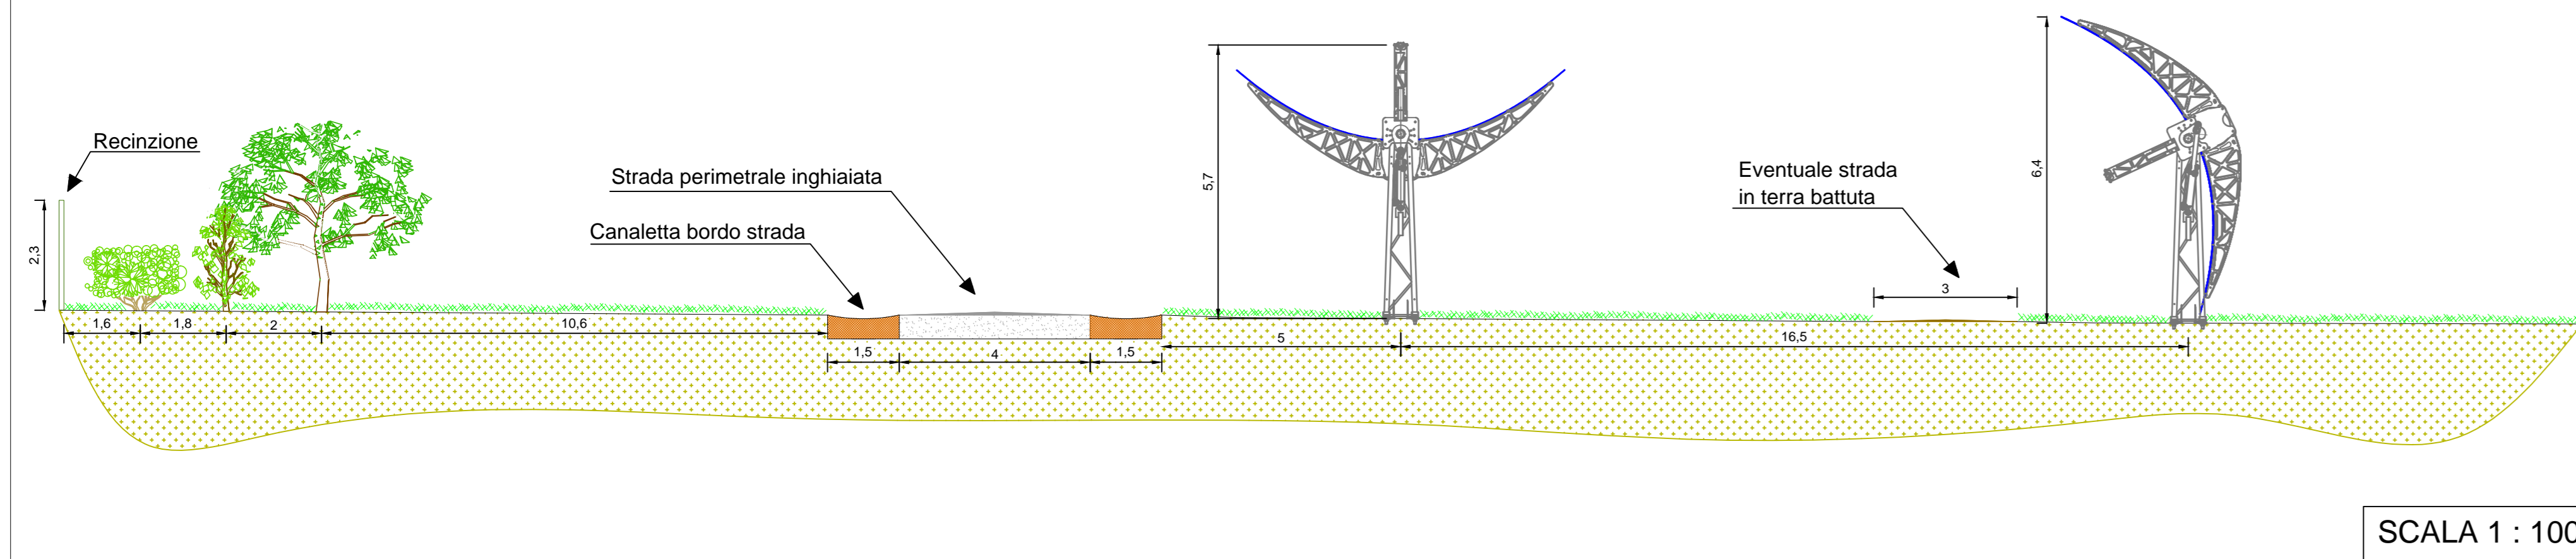 Recinzione
Strada perimetrale inghiaiata
Canaletta bordo strada
Eventuale strada
in terra battuta
2,3
5,7
6,4
3
1,6
1,8
2
10,6
1,5
4
1,5
5
16,5
SCALA 1 : 100